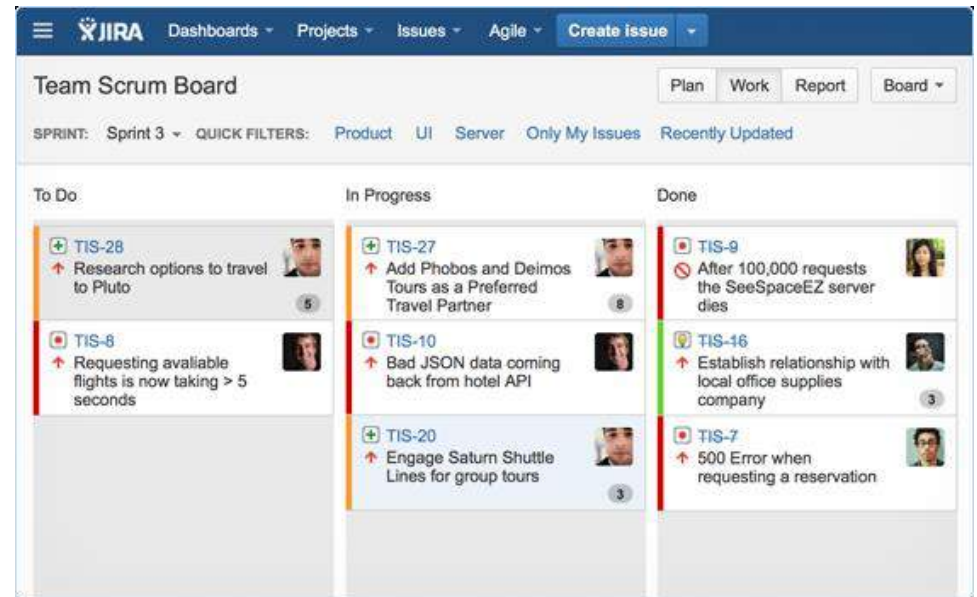 JIRA Dashboards Projects Issues Agile Create issue
Team Scrum Board Plan Work Report Board
SPRINT: Sprint 3 QUICK FILTERS: Product UI Server Only My Issues Recently Updated
To Do
TIS-28
Research options to travel
to Pluto
5
TIS-8
Requesting avaliable
flights is now taking > 5
seconds
In Progress
TIS-27
Add Phobos and Deimos
Tours as a Preferred
Travel Partner
8
TIS-10
Bad JSON data coming
back from hotel API
TIS-20
Engage Saturn Shuttle
Lines for group tours
3
Done
TIS-9
After 100,000 requests
the SeeSpaceEZ server
dies
TIS-16
Establish relationship with
local office supplies
company
3
TIS-7
500 Error when
requesting a reservation